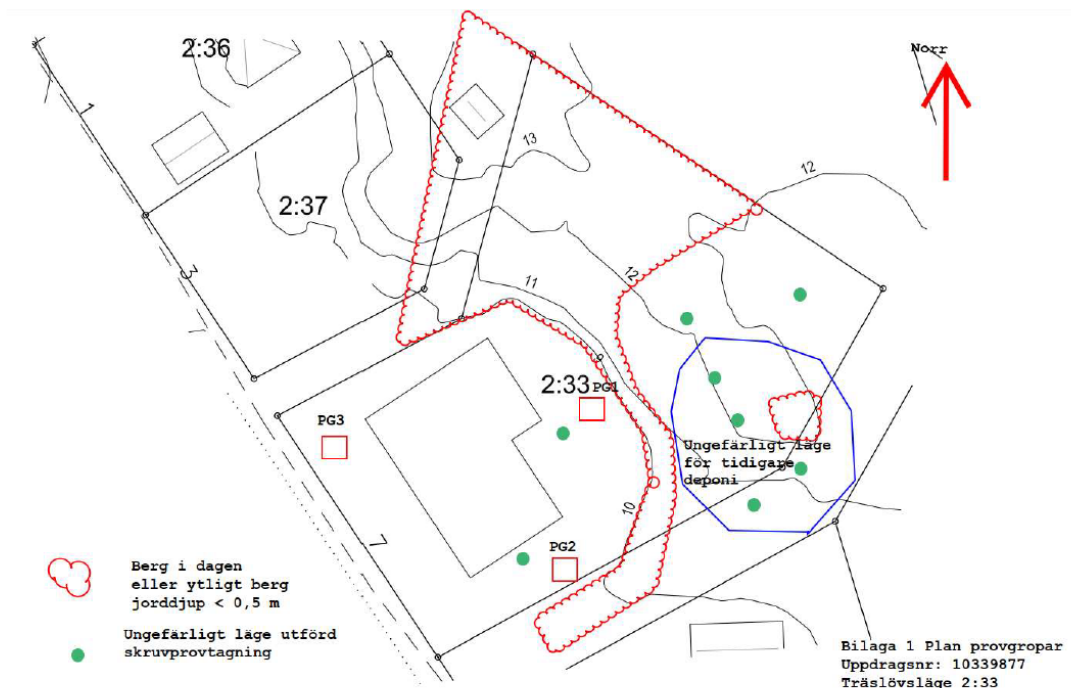 2:36
Norr
1
13
12
2:37
3
11
12
2:33
PG1
PG3
Ungefärligt läge
för tidigare
deponi
10
7
PG2
Berg i dagen
eller ytligt berg
jorddjup < 0,5 m
Ungefärligt läge utförd
skruvprovtagning
Bilaga 1 Plan provgropar
Uppdragsnr: 10339877
Träslövsläge 2:33